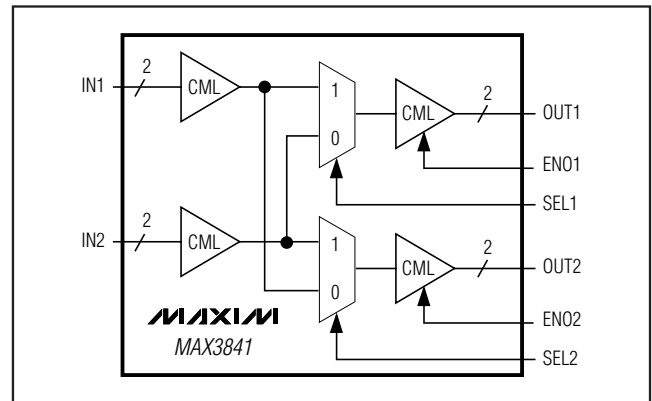 IN1
2
CML
1
0
CML
2
OUT1
ENO1
SEL1
IN2
2
CML
1
0
CML
2
OUT2
ENO2
SEL2
MAXIM
MAX3841